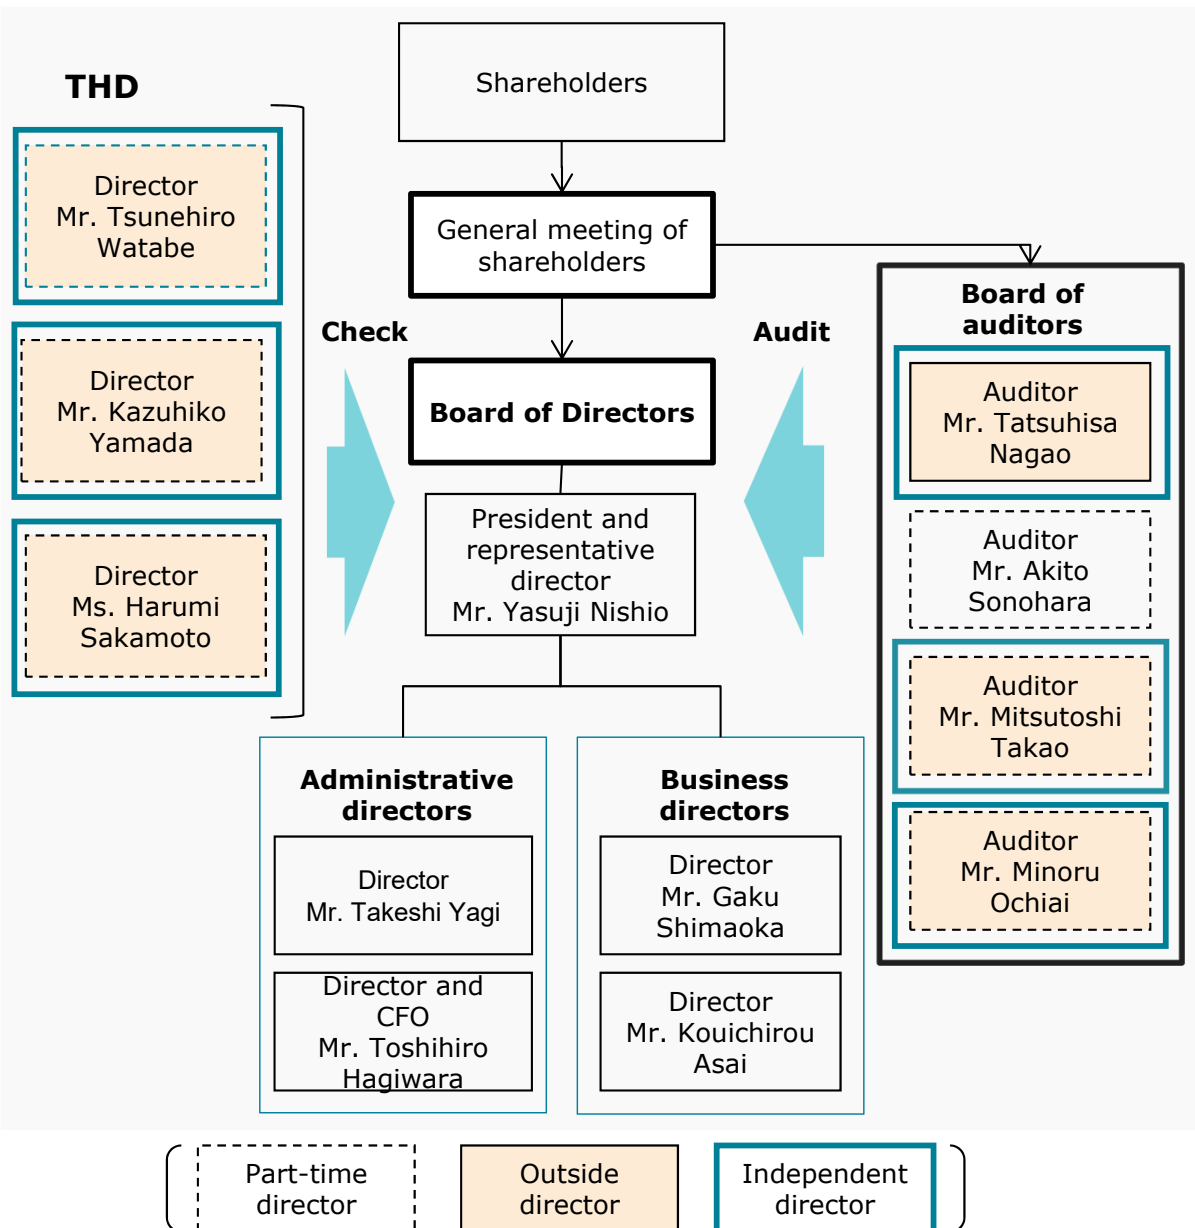 Shareholders
THD
Director
Mr. Tsunehiro
Watabe
General meeting of
shareholders
Board of
auditors
Check
Audit
Director
Mr. Kazuhiko
Yamada
Board of Directors
Auditor
Mr. Tatsuhisa
Nagao
President and
representative
director
Mr. Yasuji Nishio
Auditor
Mr. Akito
Sonohara
Director
Ms. Harumi
Sakamoto
Auditor
Mr. Mitsutoshi
Takao
Administrative
directors
Business
directors
Director
Mr. Takeshi Yagi
Director
Mr. Gaku
Shimaoka
Auditor
Mr. Minoru
Ochiai
Director and
CFO
Mr. Toshihiro
Hagiwara
Director
Mr. Kouichirou
Asai
Part-time
director
Outside
director
Independent
director